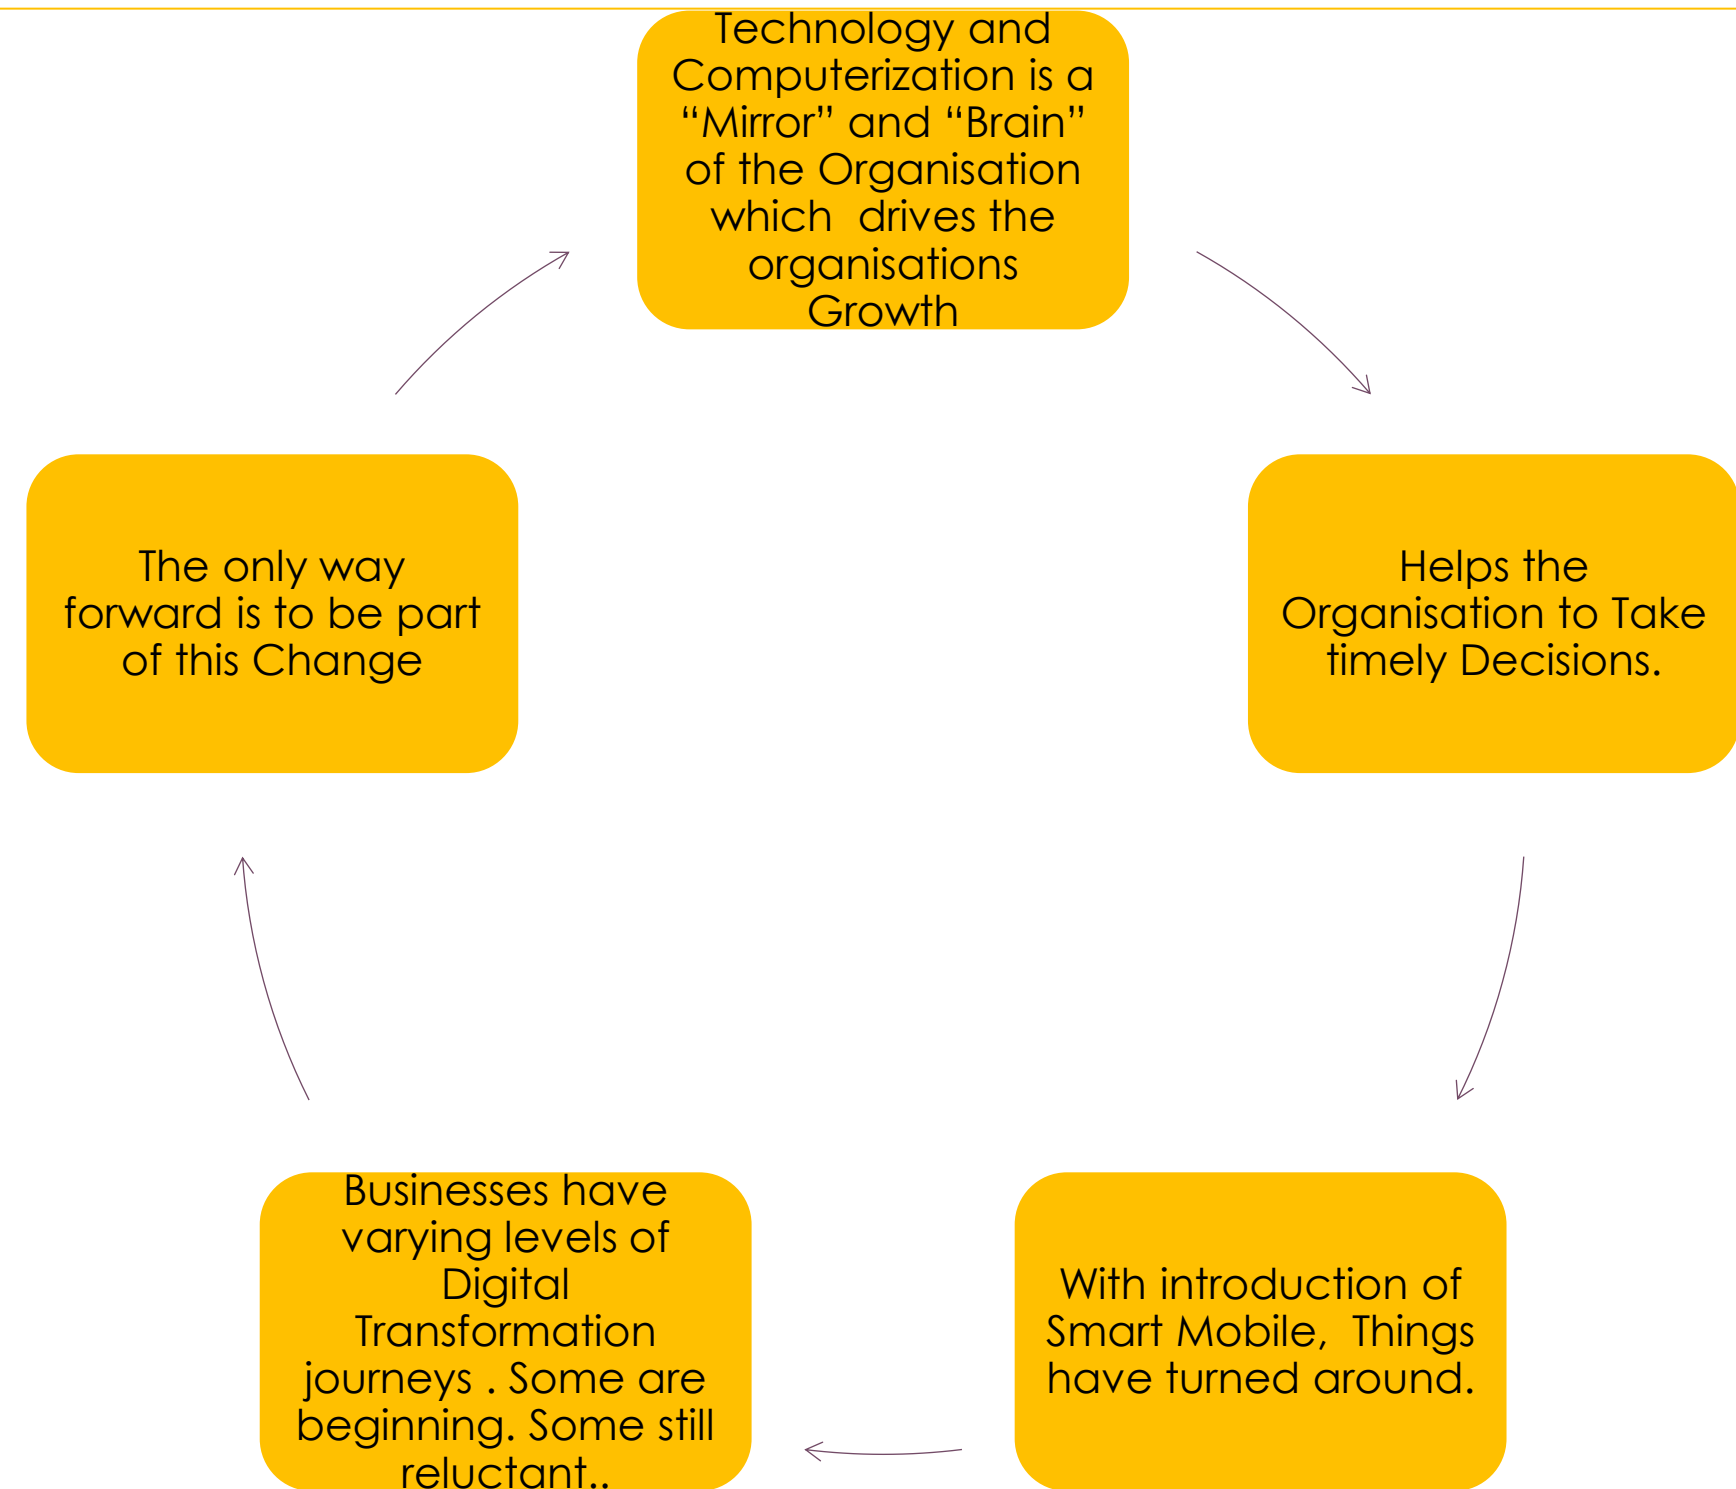 Technology and
Computerization is a
“Mirror” and “Brain”
of the Organisation
which  drives the
organisations
Growth
Helps the
Organisation to Take
timely Decisions.
With introduction of
Smart Mobile,  Things
have turned around.
Businesses have
varying levels of
Digital
Transformation
journeys . Some are
beginning. Some still
reluctant..
The only way
forward is to be part
of this Change